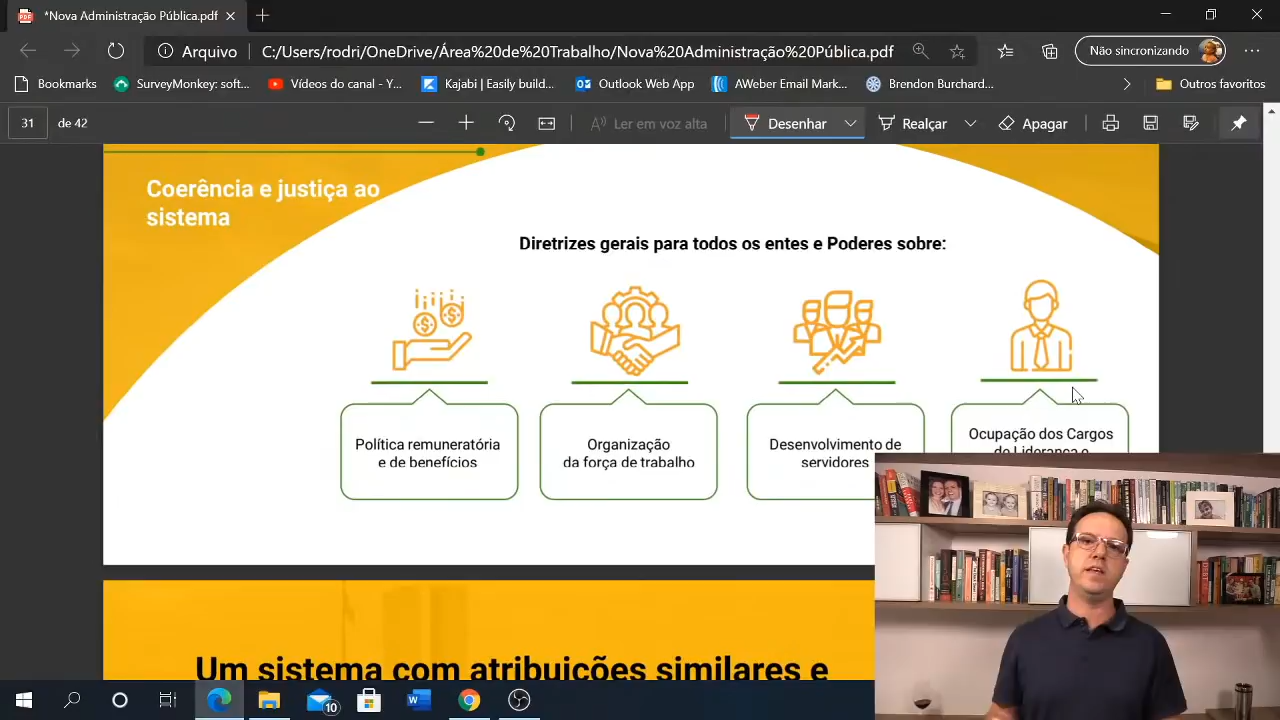 *Nova Administração Pública.pdf
Arquivo
C:/Users/rodri/OneDrive/Área%20de%20Trabalho/Nova%20Administração%20Pública.pdf
Não sincronizando
Bookmarks
SurveyMonkey: soft...
Vídeos do canal - Y...
Kajabi | Easily build...
Outlook Web App
AWeber Email Mark...
Brendon Burchard...
Outros favoritos
31
de 42
Ler em voz alta
Desenhar
Realçar
Apagar
Coerência e justiça ao
sistema
Diretrizes gerais para todos os entes e Poderes sobre:
Política remuneratória
e de benefícios
Organização
da força de trabalho
Desenvolvimento de
servidores
Ocupação dos Cargos
de Liderança e
Um sistema com atribuições similares e
10